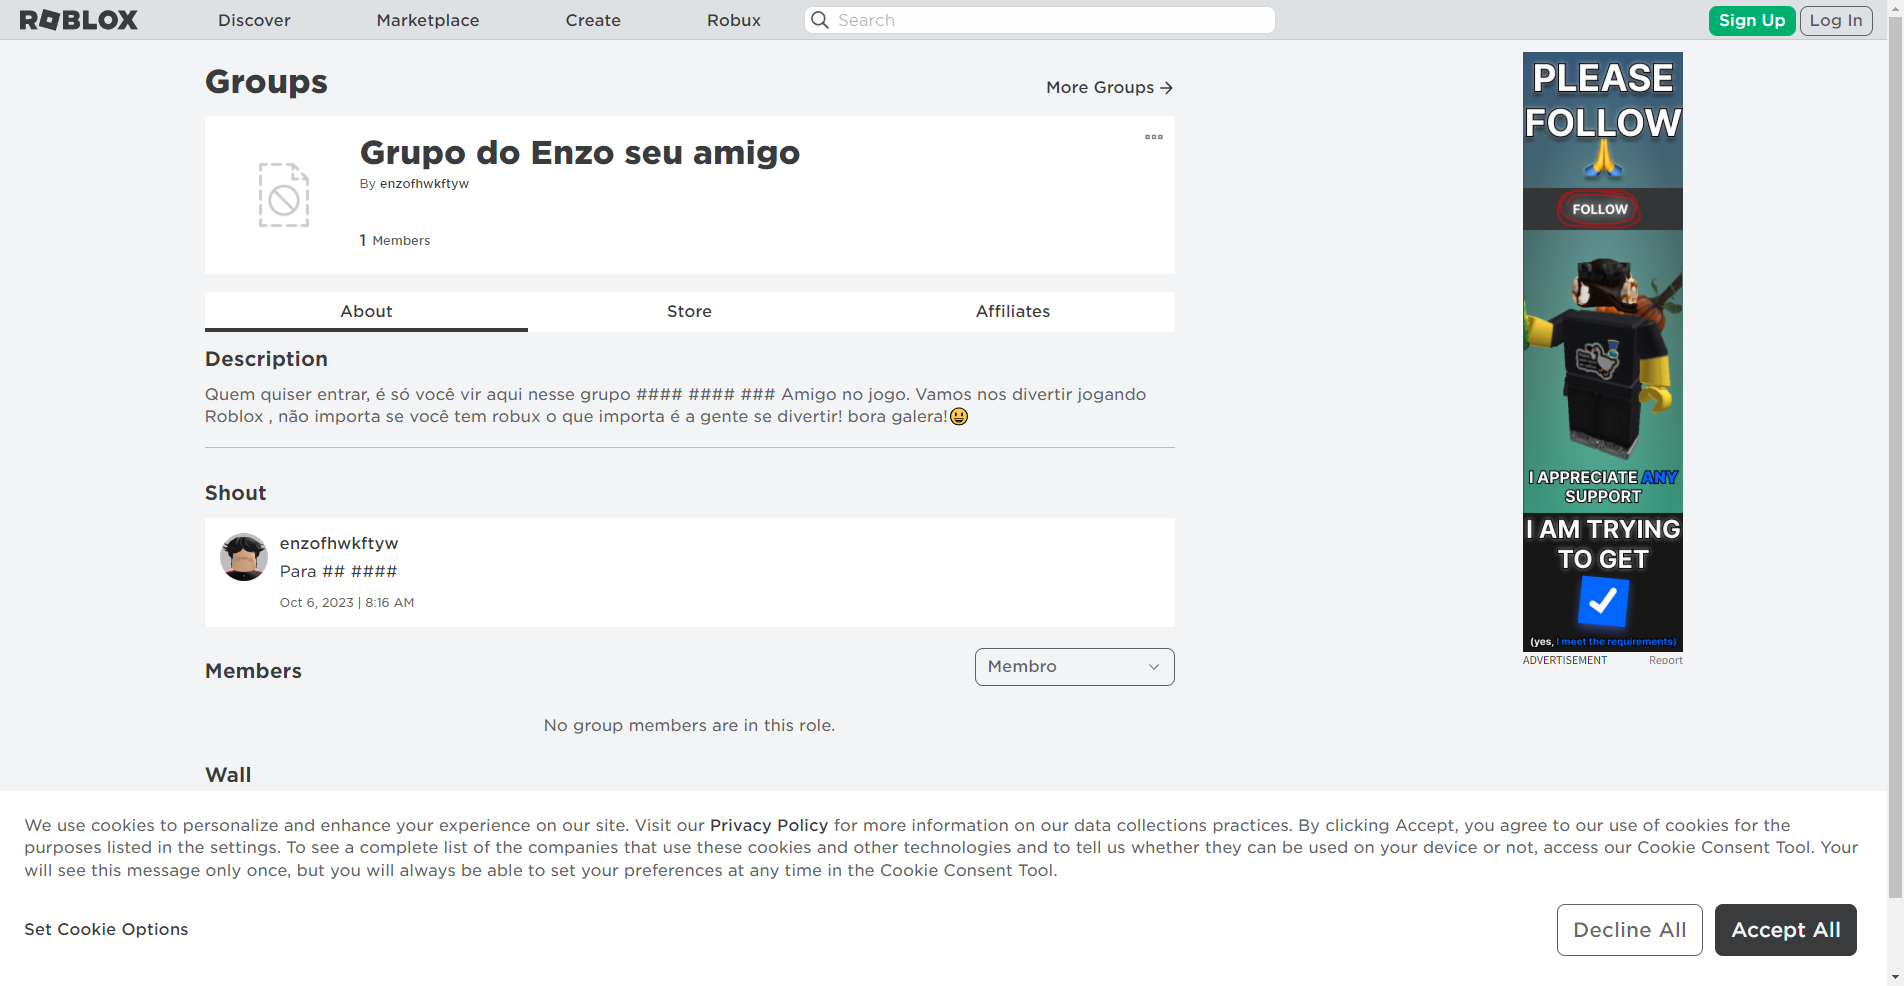 ROBLOX Discover Marketplace Create Robux Search Sign Up Log In
Groups
More Groups →
Grupo do Enzo seu amigo
By enzofhwkftyw
1 Members
About Store Affiliates
Description
Quem quiser entrar, é só você vir aqui nesse grupo #### #### ### Amigo no jogo. Vamos nos divertir jogando
Roblox , não importa se você tem robux o que importa é a gente se divertir! bora galera!😃
Shout
enzofhwkftyw
Para ## ####
Oct 6, 2023 | 8:16 AM
Members
Membro
No group members are in this role.
Wall
PLEASE
FOLLOW
🙏
FOLLOW
I APPRECIATE ANY
SUPPORT
I AM TRYING
TO GET
(yes, I meet the requirements)
ADVERTISEMENT Report
We use cookies to personalize and enhance your experience on our site. Visit our Privacy Policy for more information on our data collections practices. By clicking Accept, you agree to our use of cookies for the
purposes listed in the settings. To see a complete list of the companies that use these cookies and other technologies and to tell us whether they can be used on your device or not, access our Cookie Consent Tool. Your
will see this message only once, but you will always be able to set your preferences at any time in the Cookie Consent Tool.
Set Cookie Options
Decline All Accept All